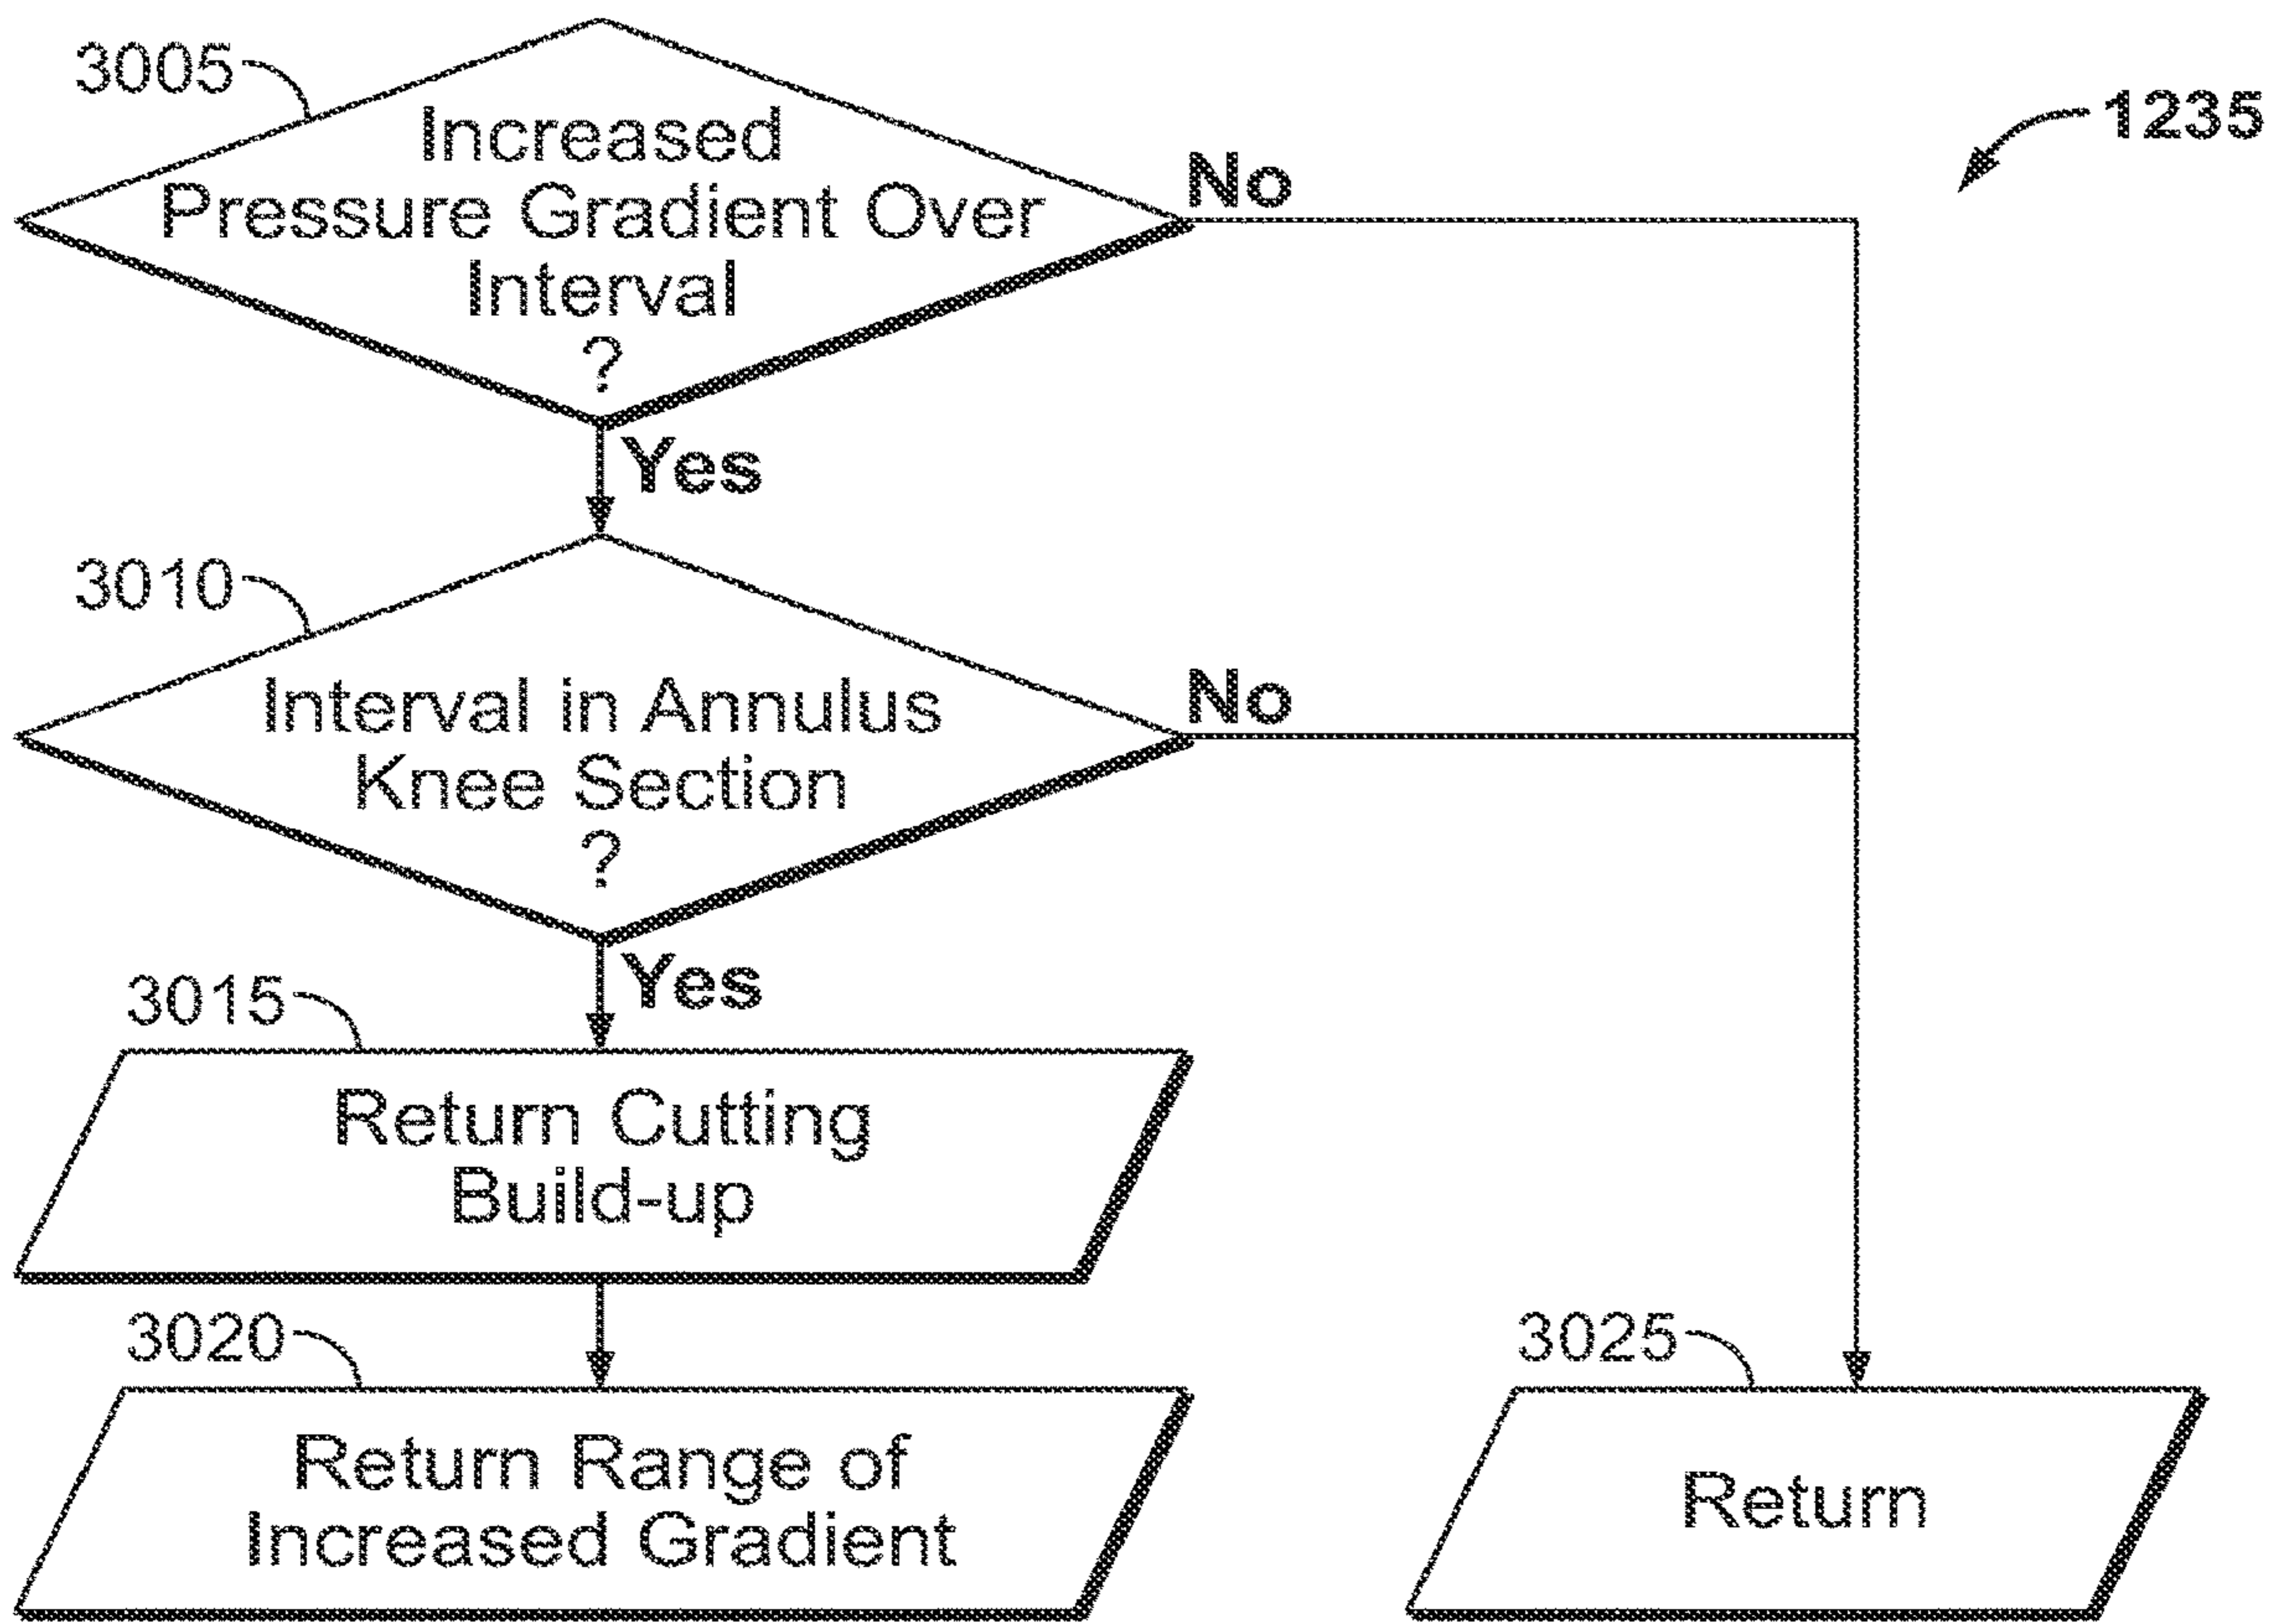 3005
Increased
Pressure Gradient Over
Interval
?
No
1235
Yes
3010
Interval in Annulus
Knee Section
?
No
Yes
3015
Return Cutting
Build-up
3020
Return Range of
Increased Gradient
3025
Return